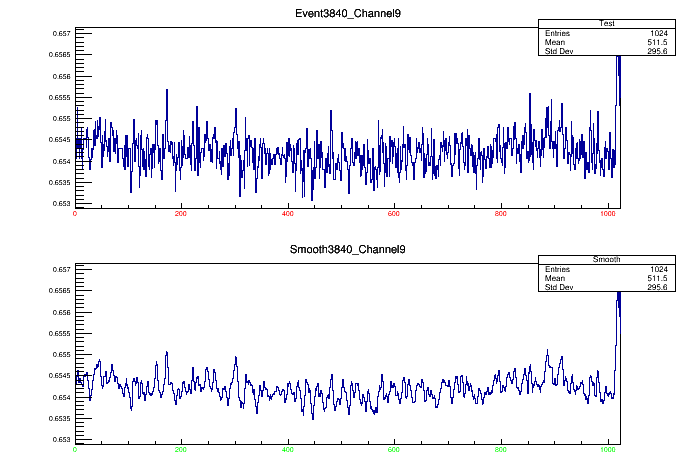 Event3840_Channel9
Test
Entries 1024
Mean 511.5
Std Dev 295.6
0.657
0.6565
0.656
0.6555
0.655
0.6545
0.654
0.6535
0.653
0 200 400 600 800 1000
Smooth3840_Channel9
Smooth
Entries 1024
Mean 511.5
Std Dev 295.6
0.657
0.6565
0.656
0.6555
0.655
0.6545
0.654
0.6535
0.653
0 200 400 600 800 1000